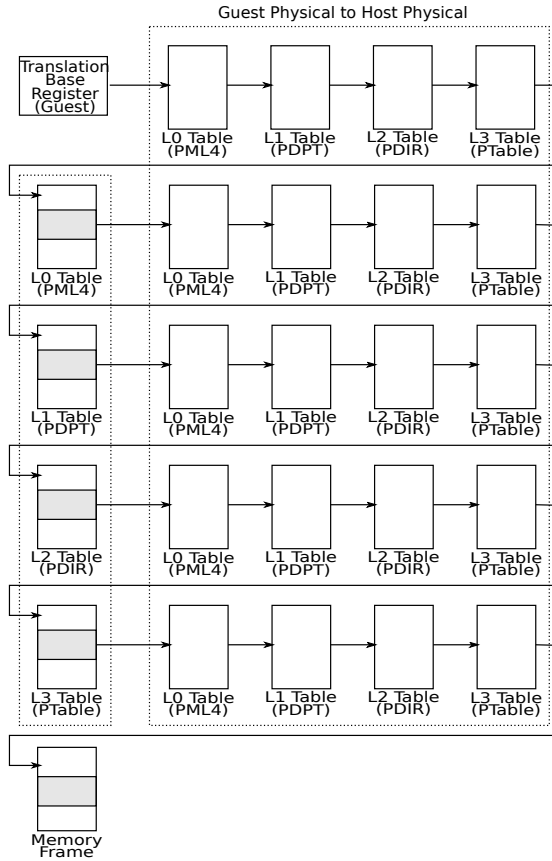 Guest Physical to Host Physical
Translation
Base
Register
(Guest)
L0 Table
(PML4)
L1 Table
(PDPT)
L2 Table
(PDIR)
L3 Table
(PTable)
L0 Table
(PML4)
L0 Table
(PML4)
L1 Table
(PDPT)
L2 Table
(PDIR)
L3 Table
(PTable)
L1 Table
(PDPT)
L0 Table
(PML4)
L1 Table
(PDPT)
L2 Table
(PDIR)
L3 Table
(PTable)
L2 Table
(PDIR)
L0 Table
(PML4)
L1 Table
(PDPT)
L2 Table
(PDIR)
L3 Table
(PTable)
L3 Table
(PTable)
L0 Table
(PML4)
L1 Table
(PDPT)
L2 Table
(PDIR)
L3 Table
(PTable)
Memory
Frame